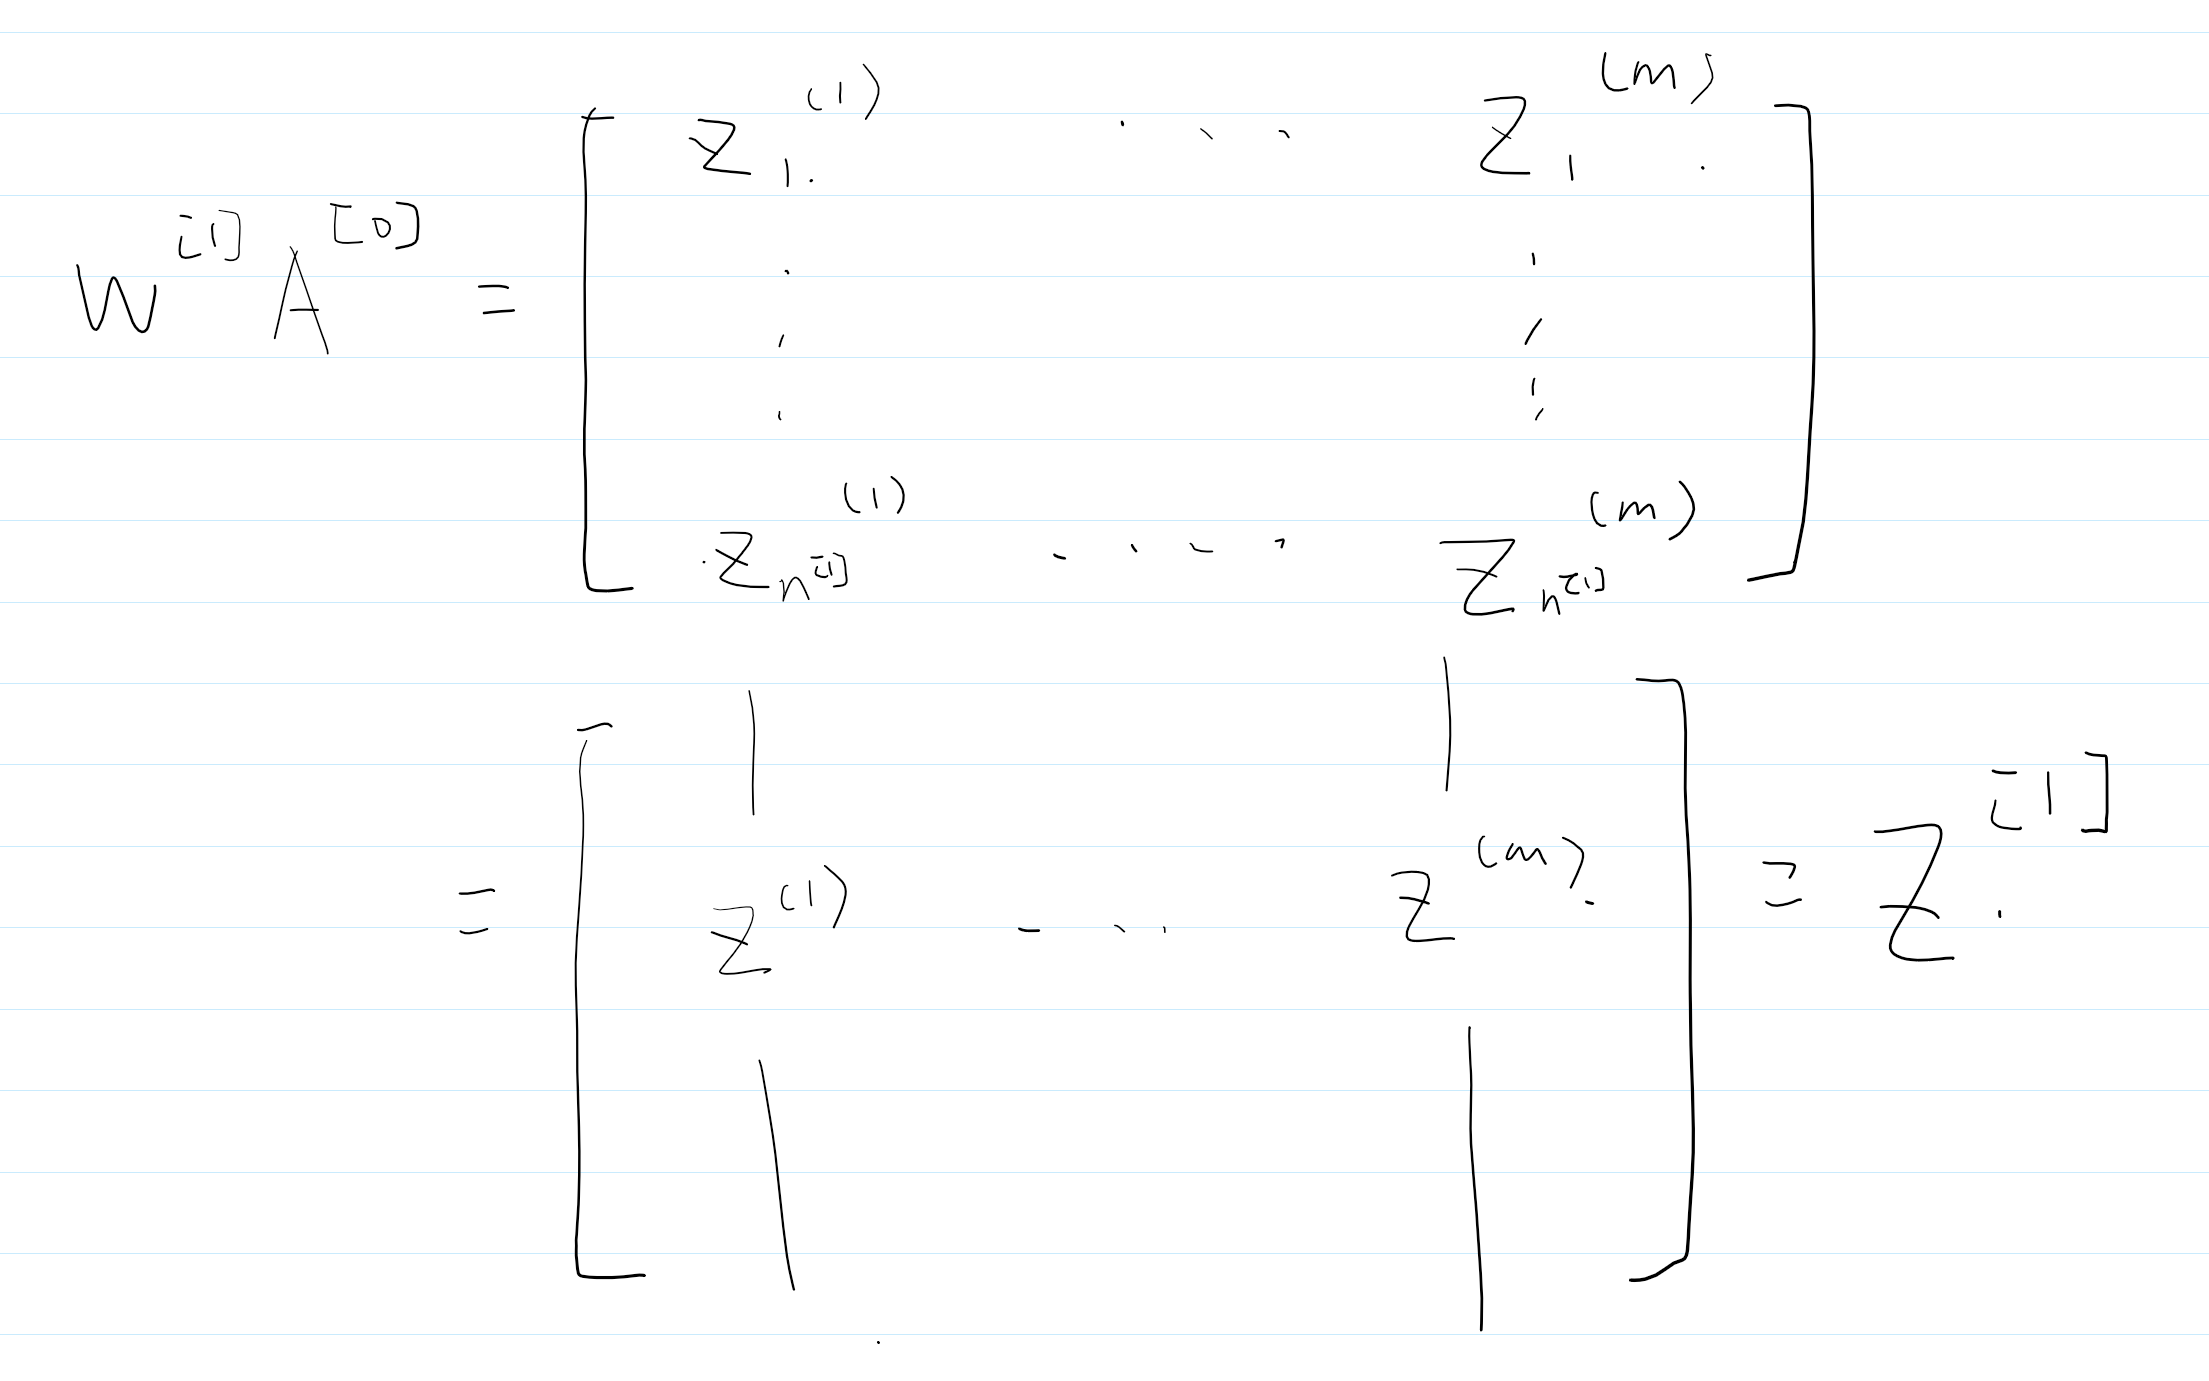 W^{[1]} A^{[0]} = \begin{bmatrix} z_1^{(1)} & \cdots & z_1^{(m)} \\ \vdots & & \vdots \\ z_{n^{[1]}}^{(1)} & \cdots & z_{n^{[1]}}^{(m)} \end{bmatrix}
= \begin{bmatrix} | & & | \\ z^{(1)} & \cdots & z^{(m)} \\ | & & | \end{bmatrix} = Z^{[1]}.